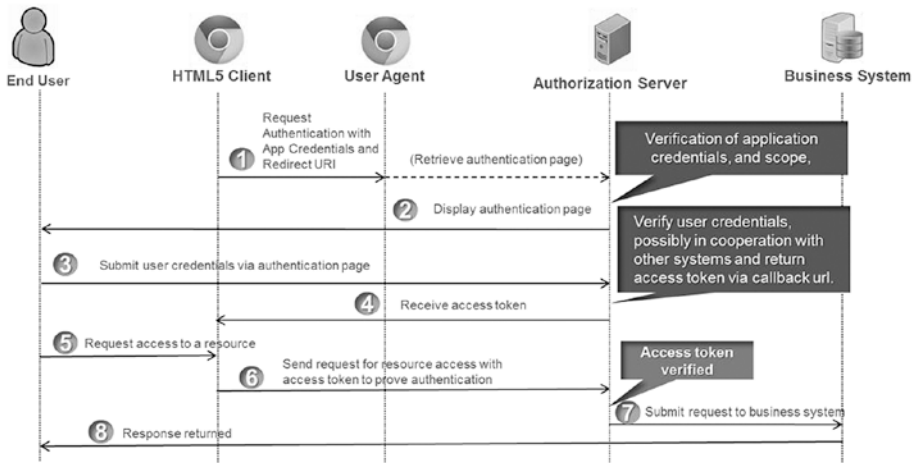 End User
HTML5 Client
User Agent
Authorization Server
Business System
1
Request
Authentication with
App Credentials and
Redirect URI
(Retrieve authentication page)
Verification of application
credentials, and scope,
2
Display authentication page
Verify user credentials,
possibly in cooperation with
other systems and return
access token via callback url.
3
Submit user credentials via authentication page
4
Receive access token
5
Request access to a resource
6
Send request for resource access with
access token to prove authentication
Access token
verified
7
Submit request to business system
8
Response returned